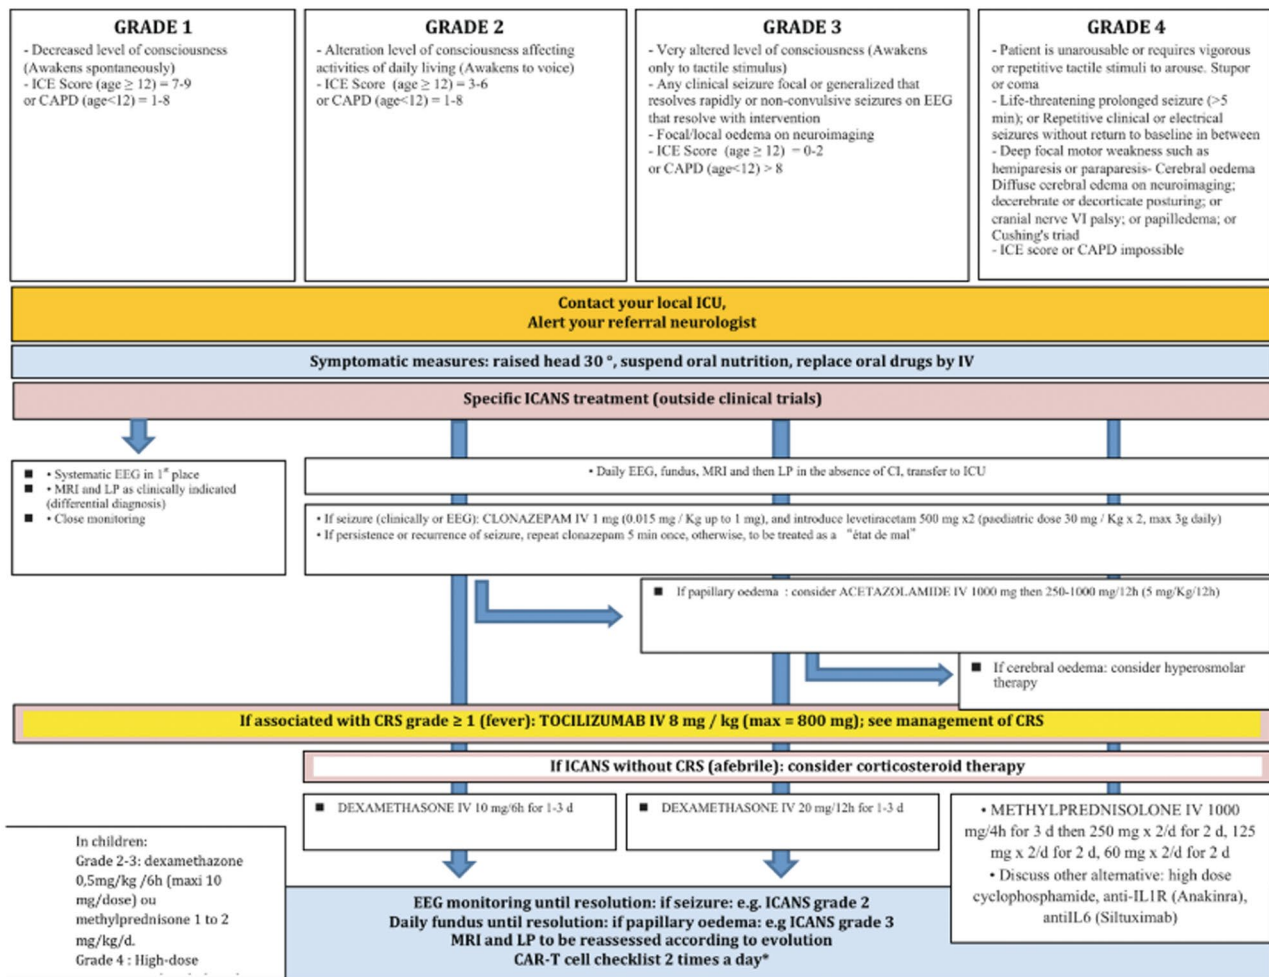 GRADE 1
- Decreased level of consciousness
(Awakens spontaneously)
- ICE Score (age ≥ 12) = 7-9
or CAPD (age<12) = 1-8
GRADE 2
- Alteration level of consciousness affecting
activities of daily living (Awakens to voice)
- ICE Score (age ≥ 12) = 3-6
or CAPD (age<12) = 1-8
GRADE 3
- Very altered level of consciousness (Awakens
only to tactile stimulus)
- Any clinical seizure focal or generalized that
resolves rapidly or non-convulsive seizures on EEG
that resolve with intervention
- Focal/local oedema on neuroimaging
- ICE Score (age ≥ 12) = 0-2
or CAPD (age<12) > 8
GRADE 4
- Patient is unarousable or requires vigorous
or repetitive tactile stimuli to arouse. Stupor
or coma
- Life-threatening prolonged seizure (>5
min); or Repetitive clinical or electrical
seizures without return to baseline in between
- Deep focal motor weakness such as
hemiparesis or paraparesis- Cerebral oedema
Diffuse cerebral edema on neuroimaging;
decerebrate or decorticate posturing; or
cranial nerve VI palsy; or papilledema; or
Cushing's triad
- ICE score or CAPD impossible
Contact your local ICU,
Alert your referral neurologist
Symptomatic measures: raised head 30 °, suspend oral nutrition, replace oral drugs by IV
Specific ICANS treatment (outside clinical trials)
■ • Systematic EEG in 1st place
■ • MRI and LP as clinically indicated
(differential diagnosis)
■ • Close monitoring
• Daily EEG, fundus, MRI and then LP in the absence of CI, transfer to ICU
• If seizure (clinically or EEG): CLONAZEPAM IV 1 mg (0.015 mg / Kg up to 1 mg), and introduce levetiracetam 500 mg x2 (paediatric dose 30 mg / Kg x 2, max 3g daily)
• If persistence or recurrence of seizure, repeat clonazepam 5 min once, otherwise, to be treated as a “ètat de mal”
■ If papillary oedema : consider ACETAZOLAMIDE IV 1000 mg then 250-1000 mg/12h (5 mg/Kg/12h)
■ If cerebral oedema: consider hyperosmolar
therapy
If associated with CRS grade ≥ 1 (fever): TOCILIZUMAB IV 8 mg / kg (max = 800 mg); see management of CRS
If ICANS without CRS (afebrile): consider corticosteroid therapy
■ DEXAMETHASONE IV 10 mg/6h for 1-3 d
■ DEXAMETHASONE IV 20 mg/12h for 1-3 d
• METHYLPREDNISOLONE IV 1000
mg/4h for 3 d then 250 mg x 2/d for 2 d, 125
mg x 2/d for 2 d, 60 mg x 2/d for 2 d
• Discuss other alternative: high dose
cyclophosphamide, anti-IL1R (Anakinra),
antiIL6 (Siltuximab)
In children:
Grade 2-3: dexamethazone
0,5mg/kg /6h (maxi 10
mg/dose) ou
methylprednisone 1 to 2
mg/kg/d.
Grade 4 : High-dose
EEG monitoring until resolution: if seizure: e.g. ICANS grade 2
Daily fundus until resolution: if papillary oedema: e.g ICANS grade 3
MRI and LP to be reassessed according to evolution
CAR-T cell checklist 2 times a day*